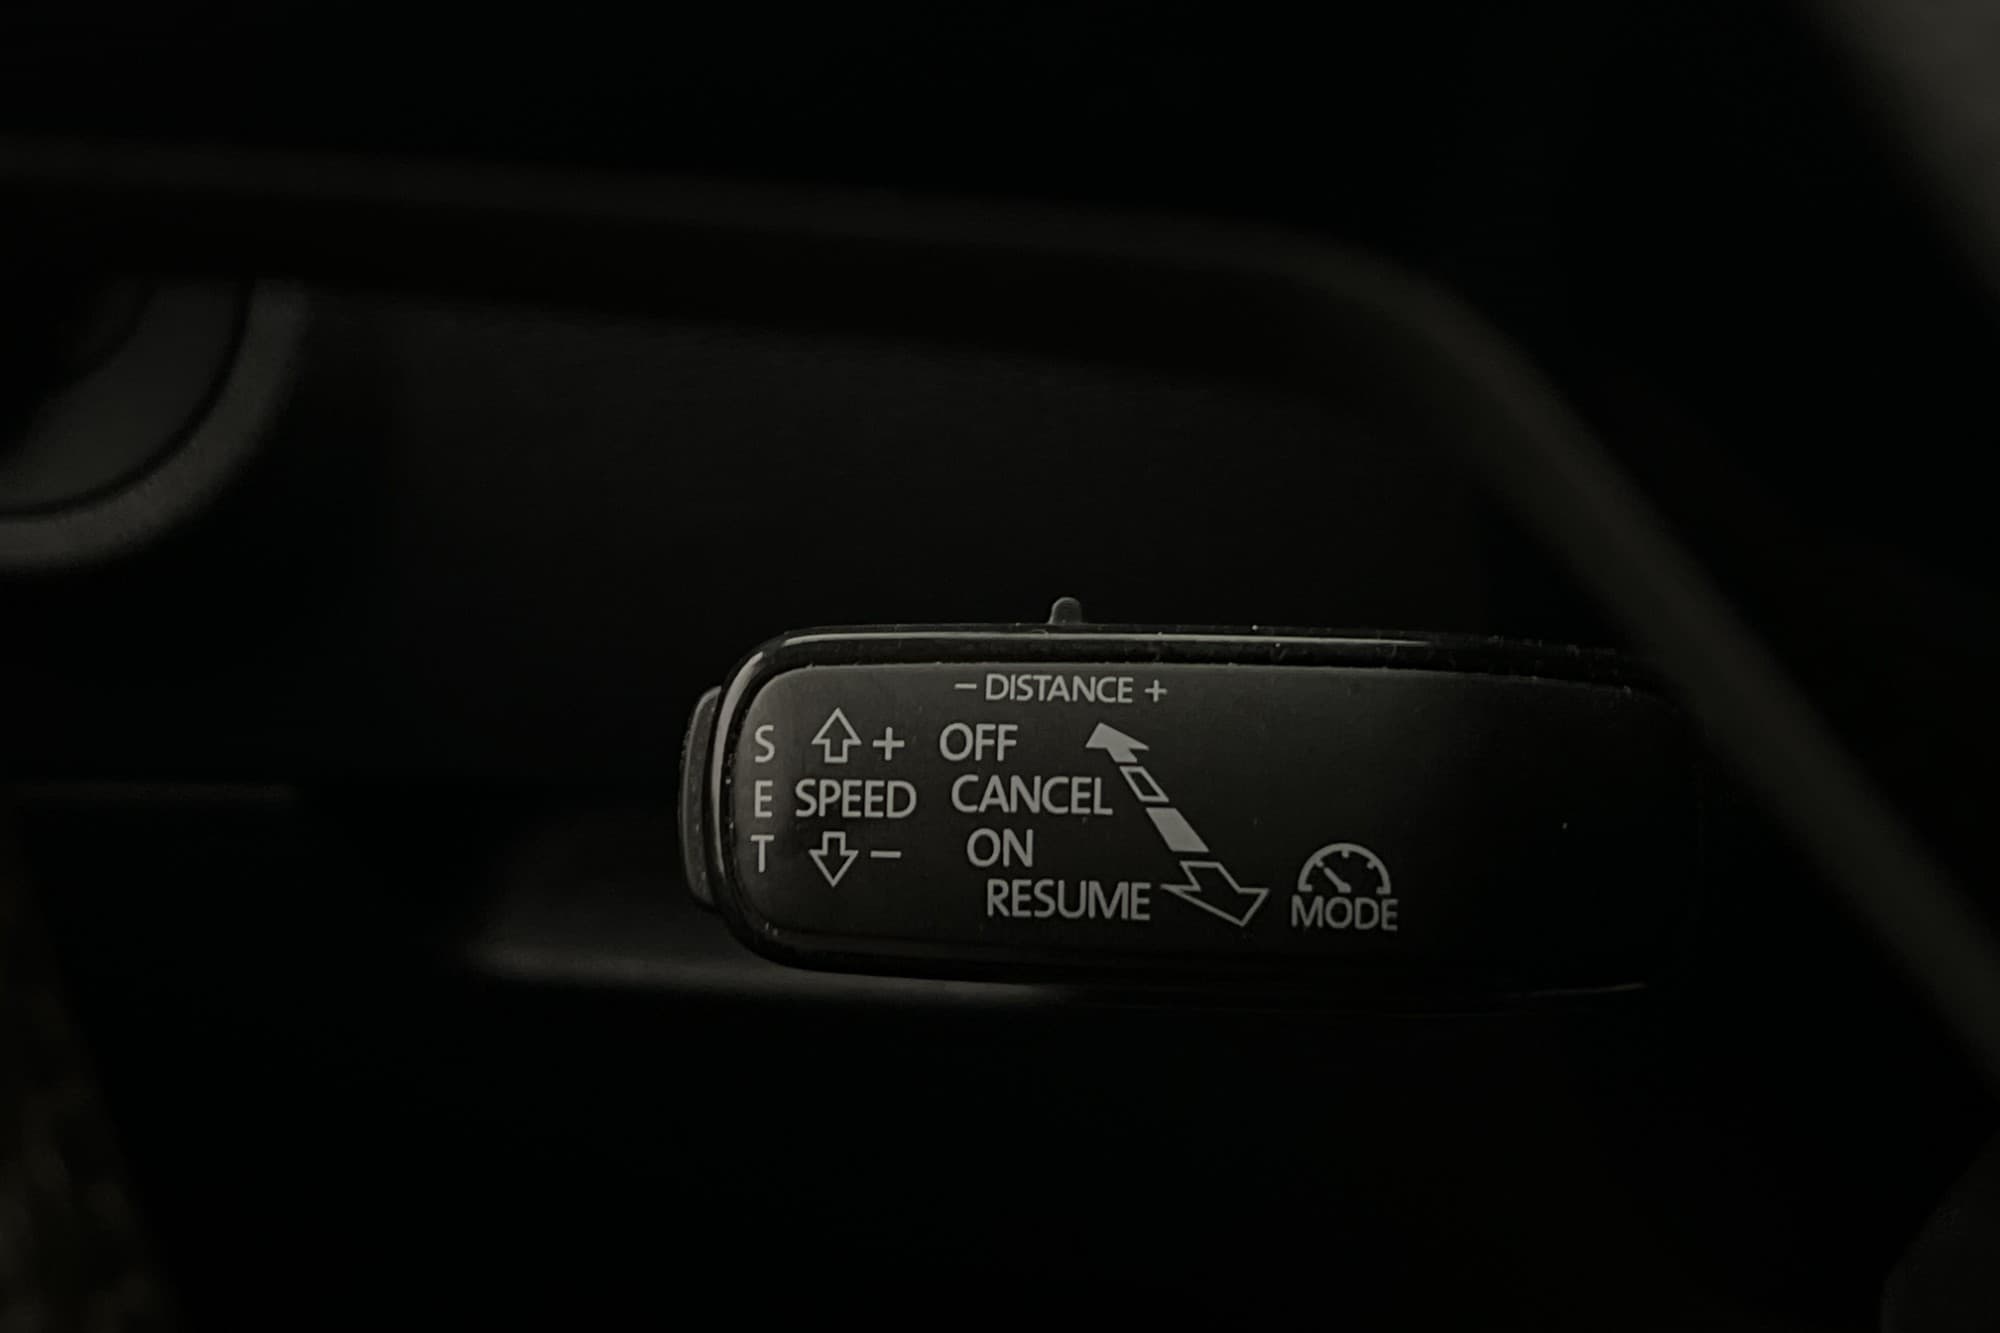 - DISTANCE +
S + OFF
E SPEED CANCEL
T - ON
RESUME
MODE